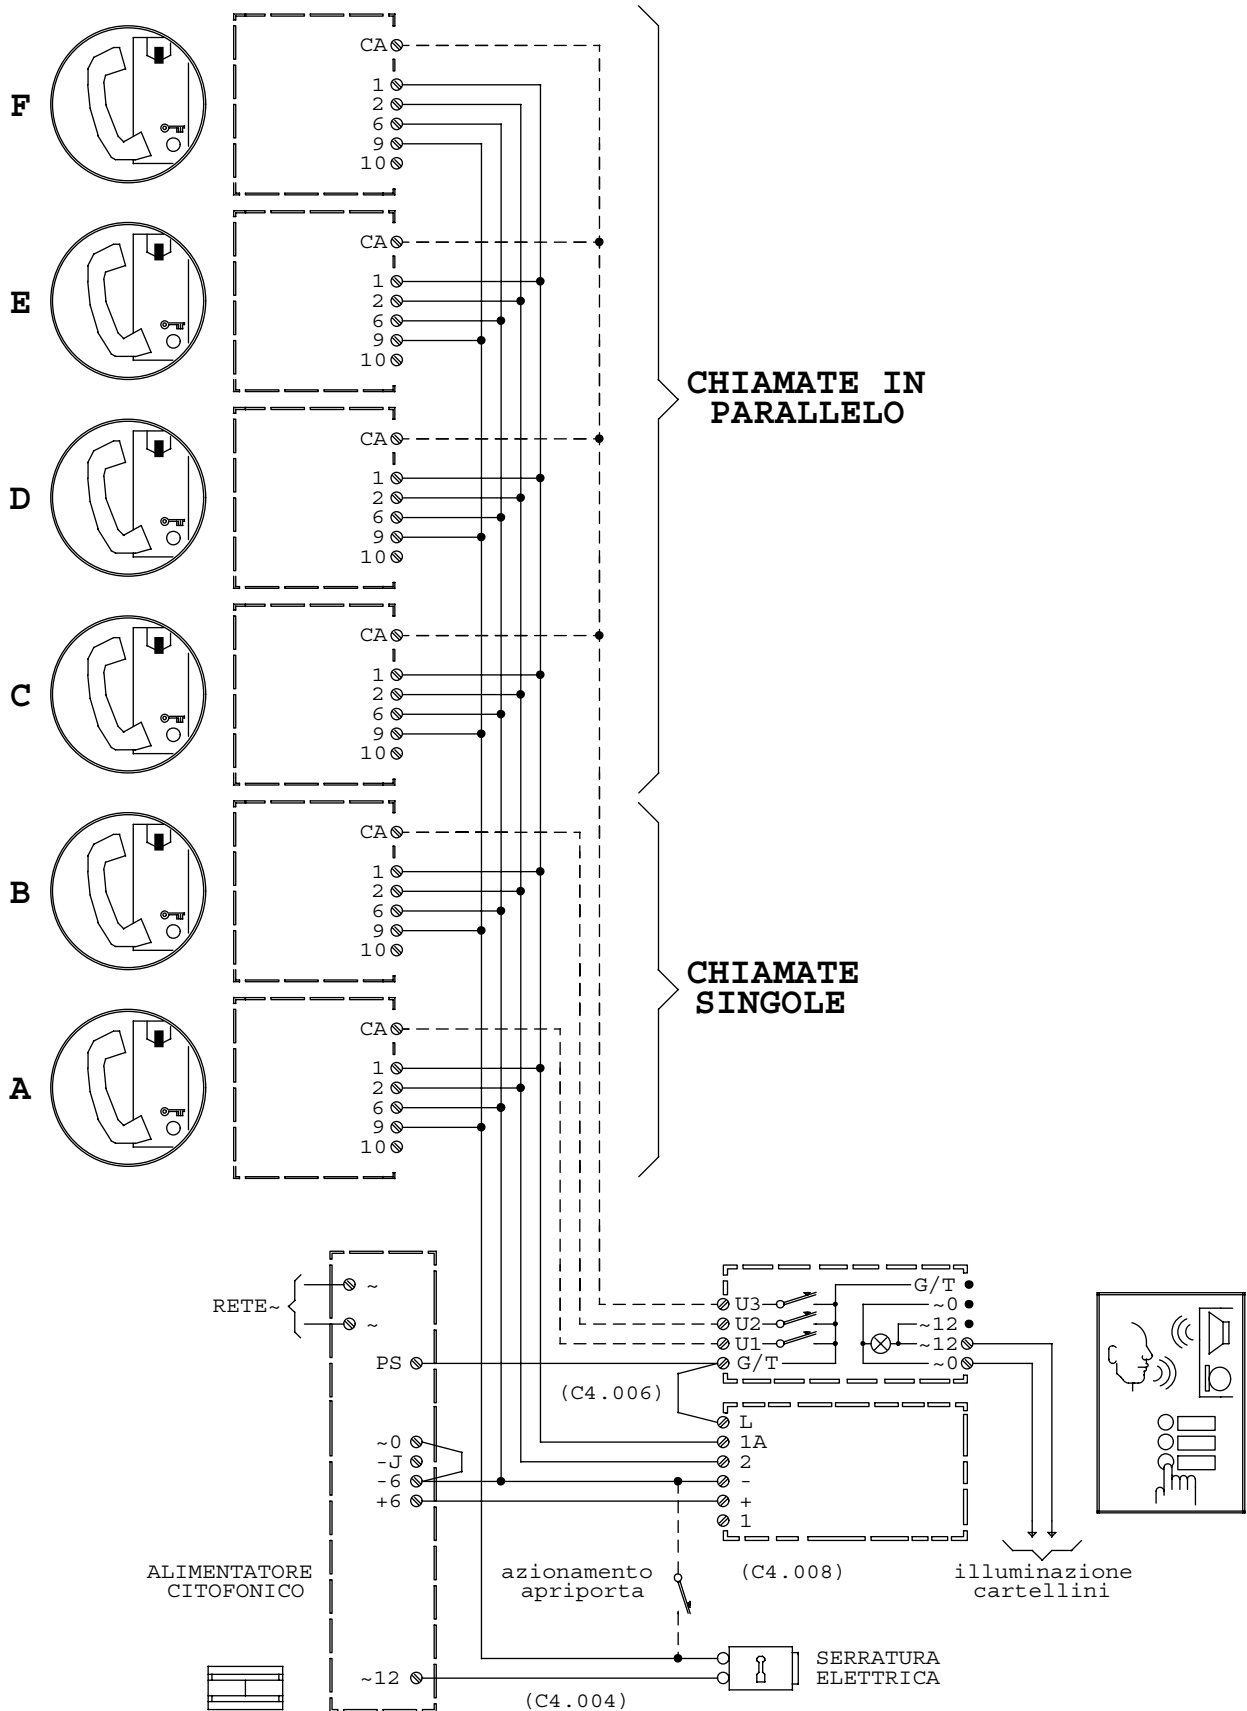 F
CA
1
2
6
9
10
E
CA
1
2
6
9
10
CHIAMATE IN
PARALLELO
D
CA
1
2
6
9
10
C
CA
1
2
6
9
10
B
CA
1
2
6
9
10
CHIAMATE
SINGOLE
A
CA
1
2
6
9
10
RETE~
~
~
PS
~0
-J
-6
+6
~12
ALIMENTATORE
CITOFONICO
U3
U2
U1
G/T
G/T
~0
~12
~12
~0
(C4.006)
L
1A
2
-
+
1
azionamento
apriporta
(C4.008)
illuminazione
cartellini
SERRATURA
ELETTRICA
(C4.004)